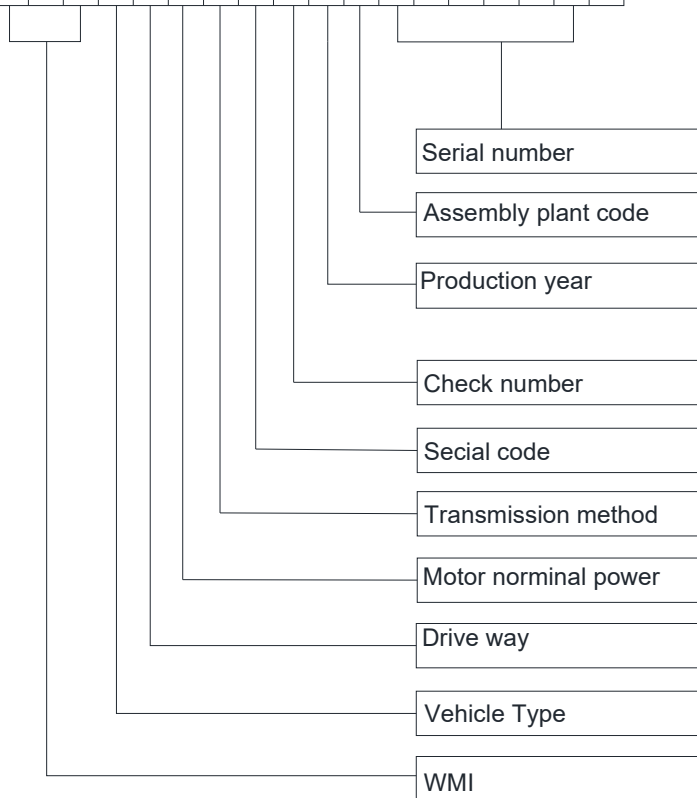 Serial number
Assembly plant code
Production year
Check number
Secial code
Transmission method
Motor norminal power
Drive way
Vehicle Type
WMI